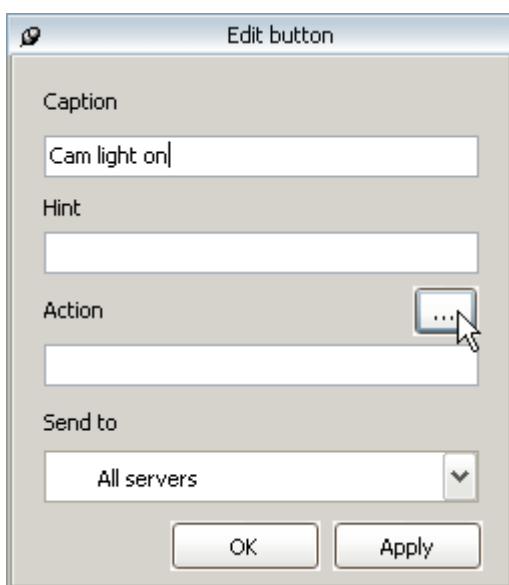 Edit button
Caption
Cam light on
Hint
Action
...
Send to
All servers
OK Apply